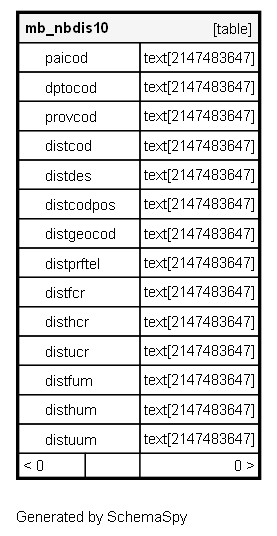 mb_nbdis10 [table]
paicod text[2147483647]
dptocod text[2147483647]
provcod text[2147483647]
distcod text[2147483647]
distdes text[2147483647]
distcodpos text[2147483647]
distgeocod text[2147483647]
distprftel text[2147483647]
distfcr text[2147483647]
disthcr text[2147483647]
distucr text[2147483647]
distfum text[2147483647]
disthum text[2147483647]
distuum text[2147483647]
< 0 0 >
Generated by SchemaSpy